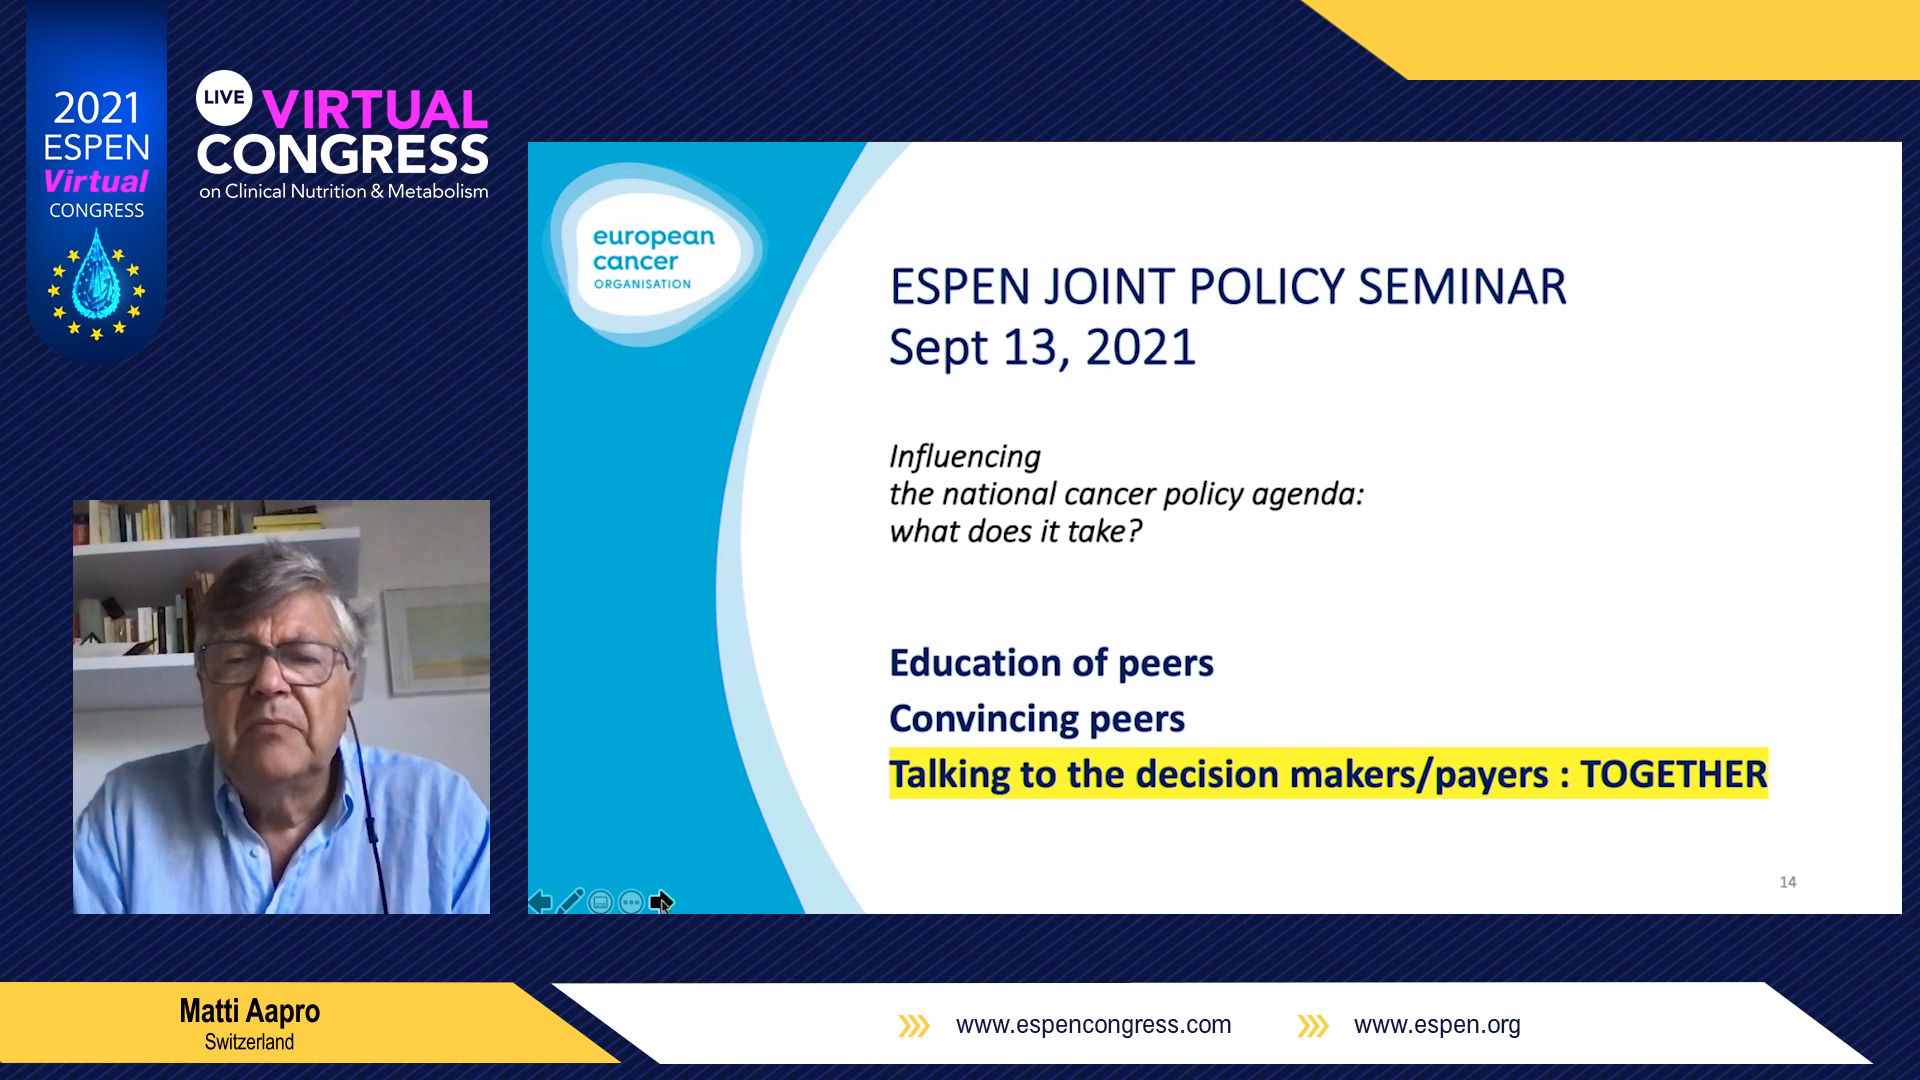 2021
ESPEN
Virtual
CONGRESS
LIVE
VIRTUAL
CONGRESS
on Clinical Nutrition & Metabolism
european
cancer
ORGANISATION
ESPEN JOINT POLICY SEMINAR
Sept 13, 2021
Influencing
the national cancer policy agenda:
what does it take?
Education of peers
Convincing peers
Talking to the decision makers/payers : TOGETHER
14
Matti Aapro
Switzerland
www.espencongress.com
www.espen.org